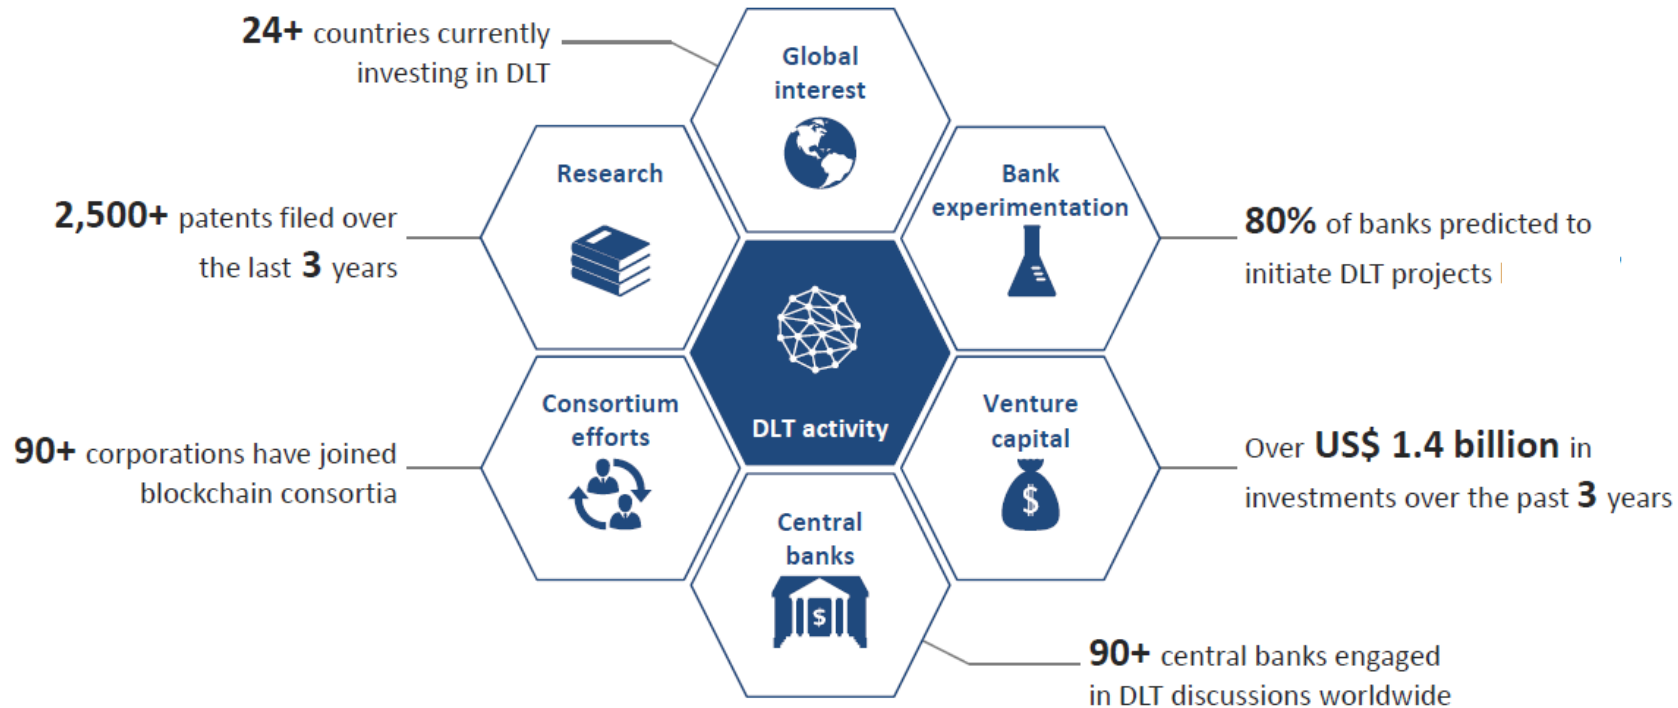 24+ countries currently
investing in DLT
Global
interest
Research
2,500+ patents filed over
the last 3 years
Bank
experimentation
80% of banks predicted to
initiate DLT projects
DLT activity
Consortium
efforts
90+ corporations have joined
blockchain consortia
Venture
capital
$
Over US$ 1.4 billion in
investments over the past 3 years
Central
banks
$
90+ central banks engaged
in DLT discussions worldwide